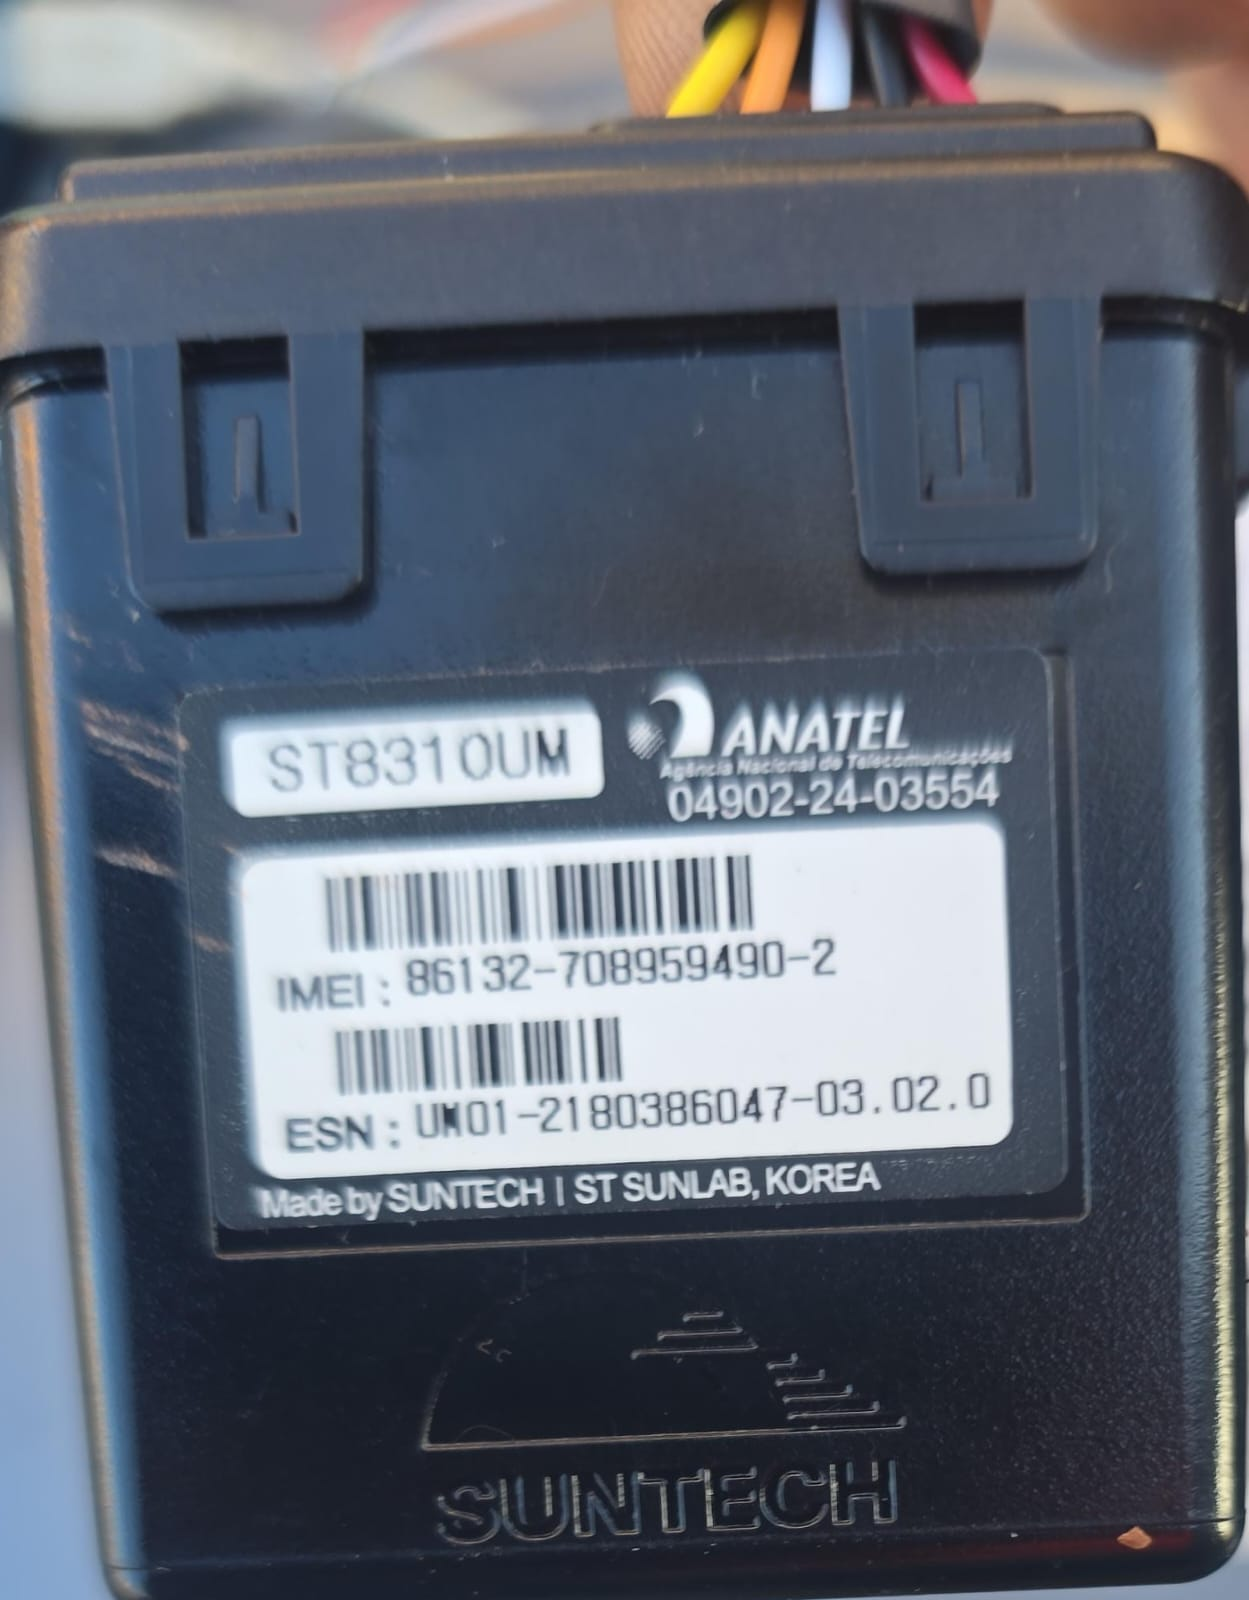 ST8310UM
ANATEL
Agência Nacional de Telecomunicações
04902-24-03554
IMEI : 86132-708959490-2
ESN : UM01-2180386047-03.02.0
Made by SUNTECH | ST SUNLAB, KOREA
SUNTECH